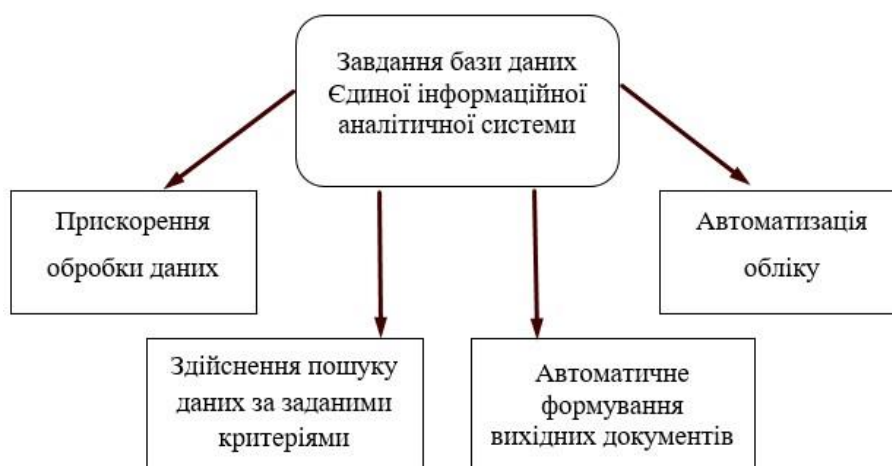 Завдання бази даних
Єдиної інформаційної
аналітичної системи
Прискорення
обробки даних
Автоматизація
обліку
Здійснення пошуку
даних за заданими
критеріями
Автоматичне
формування
вихідних документів